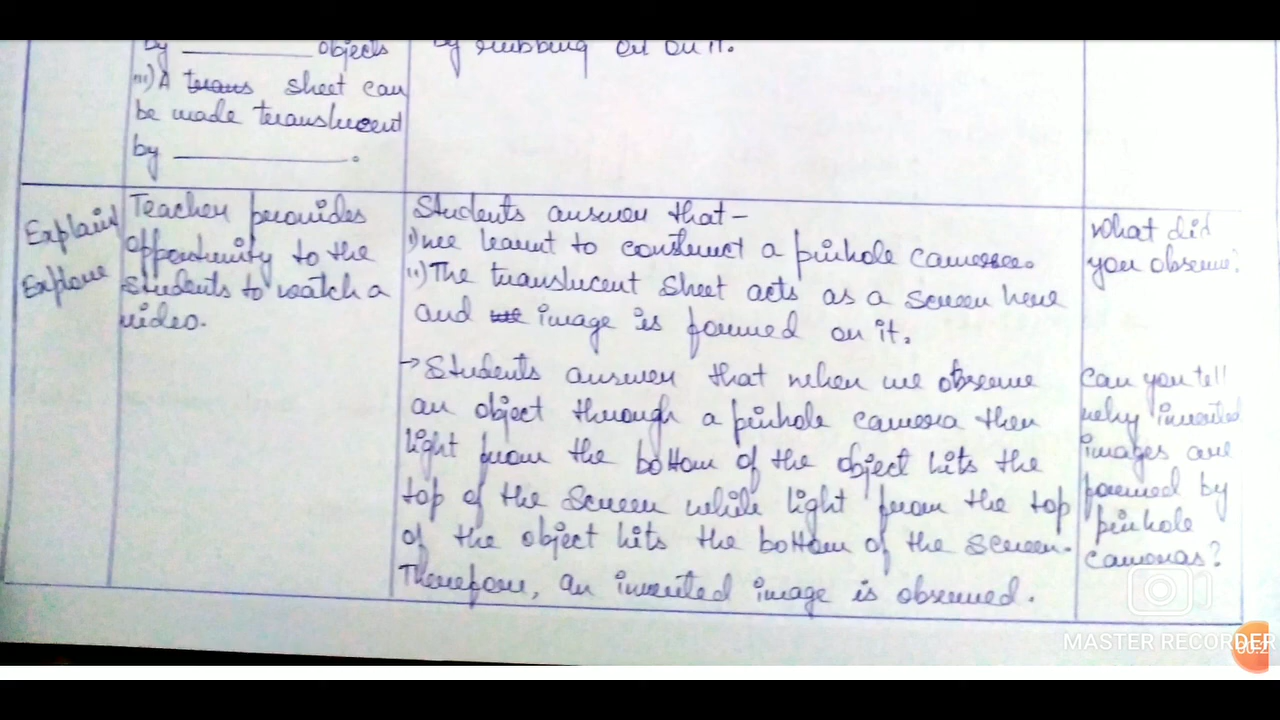 by ________ objects
iii) A trans sheet can
be made translucent
by ________.
by rubbing oil on it.
Explain
Explore
Teacher provides
opportunity to the
students to watch a
video.
Students answer that-
i) we learnt to construct a pinhole camera.
ii) The translucent sheet acts as a screen here
and image is formed on it.
→ Students answer that when we observe
an object through a pinhole camera then
light from the bottom of the object hits the
top of the screen while light from the top
of the object hits the bottom of the screen.
Therefore, an inverted image is observed.
What did
you observe?
Can you tell
why inverted
images are
formed by
pinhole
cameras?
MASTER RECORDER